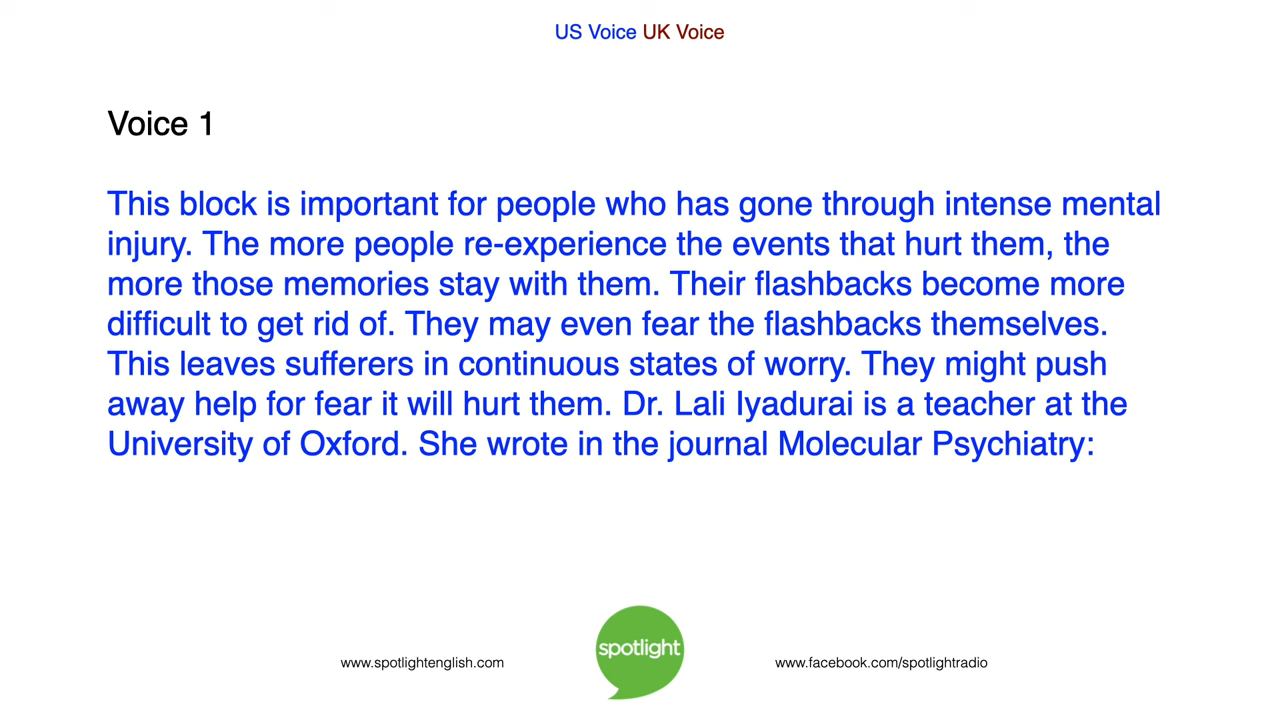 US Voice UK Voice
Voice 1
This block is important for people who has gone through intense mental
injury. The more people re-experience the events that hurt them, the
more those memories stay with them. Their flashbacks become more
difficult to get rid of. They may even fear the flashbacks themselves.
This leaves sufferers in continuous states of worry. They might push
away help for fear it will hurt them. Dr. Lali Iyadurai is a teacher at the
University of Oxford. She wrote in the journal Molecular Psychiatry:
www.spotlightenglish.com
spotlight
www.facebook.com/spotlightradio